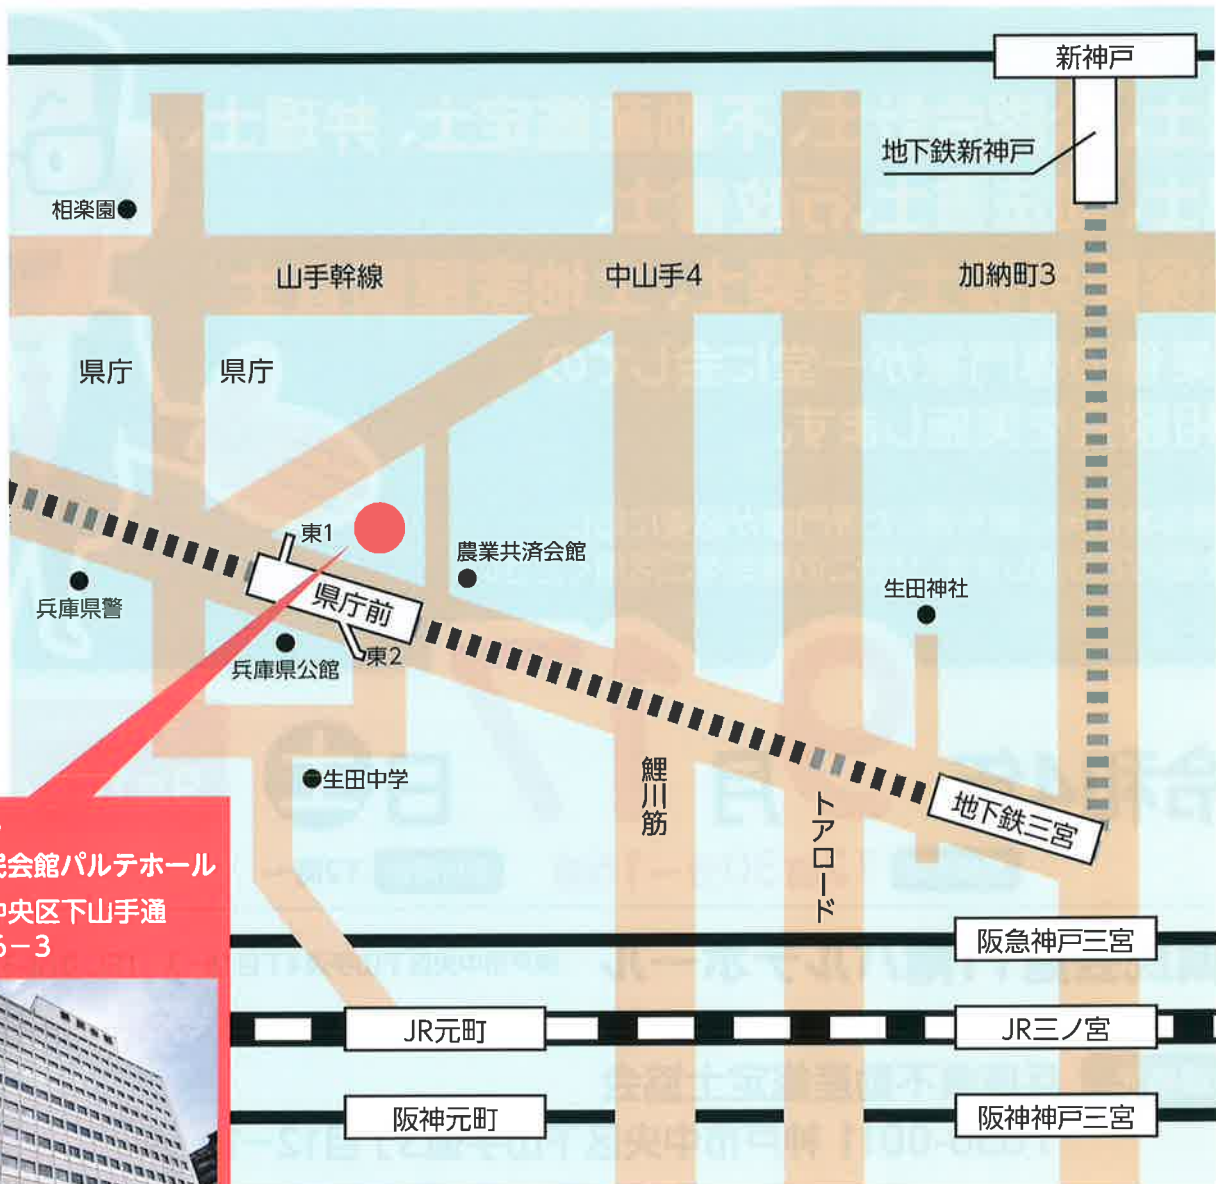 新神戸
地下鉄新神戸
相楽園
山手幹線
中山手4
加納町3
県庁
県庁
東1
農業共済会館
県庁前
生田神社
兵庫県警
兵庫県公館
東2
生田中学
鯉川筋
トアロード
地下鉄三宮
民会館パルテホール
中央区下山手通
6-3
阪急神戸三宮
JR元町
JR三ノ宮
阪神元町
阪神神戸三宮